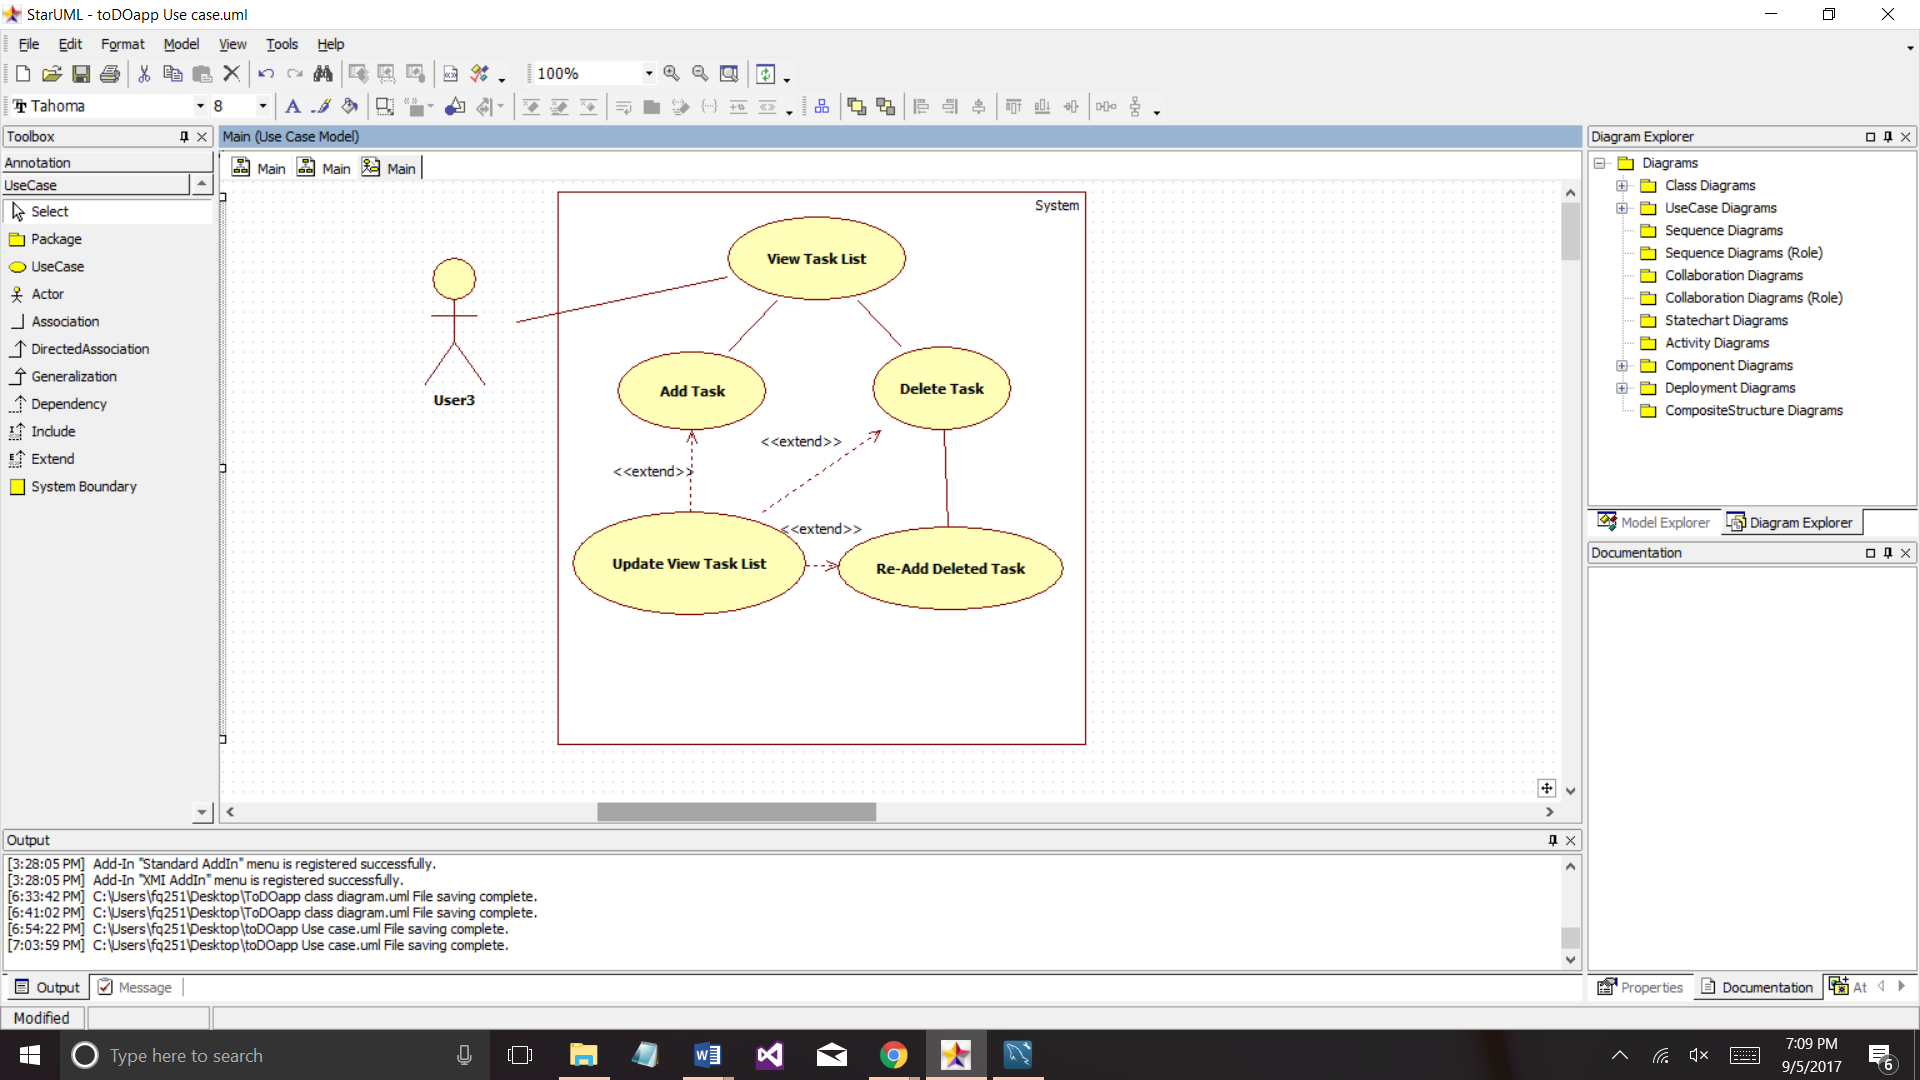 StarUML - toDOapp Use case.uml
File Edit Format Model View Tools Help
100%
Tahoma 8
Toolbox
Annotation
UseCase
Select
Package
UseCase
Actor
Association
DirectedAssociation
Generalization
Dependency
Include
Extend
System Boundary
Main (Use Case Model)
Main Main Main
System
View Task List
User3
Add Task
Delete Task
<<extend>>
<<extend>>
<<extend>>
Update View Task List
Re-Add Deleted Task
Diagram Explorer
Diagrams
Class Diagrams
UseCase Diagrams
Sequence Diagrams
Sequence Diagrams (Role)
Collaboration Diagrams
Collaboration Diagrams (Role)
Statechart Diagrams
Activity Diagrams
Component Diagrams
Deployment Diagrams
CompositeStructure Diagrams
Model Explorer Diagram Explorer
Documentation
Properties Documentation At
Output
[3:28:05 PM] Add-In "Standard AddIn" menu is registered successfully.
[3:28:05 PM] Add-In "XMI AddIn" menu is registered successfully.
[6:33:42 PM] C:\Users\fq251\Desktop\ToDOapp class diagram.uml File saving complete.
[6:41:02 PM] C:\Users\fq251\Desktop\ToDOapp class diagram.uml File saving complete.
[6:54:22 PM] C:\Users\fq251\Desktop\toDOapp Use case.uml File saving complete.
[7:03:59 PM] C:\Users\fq251\Desktop\toDOapp Use case.uml File saving complete.
Output Message
Modified
Type here to search
7:09 PM
9/5/2017
6